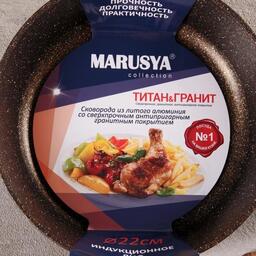 ПРОЧНОСТЬ
ДОЛГОВЕЧНОСТЬ
ПРАКТИЧНОСТЬ
MARUSYA
collection
ТИТАН&ГРАНИТ
Сковорода из литого алюминия
со сверхпрочным антипригарным
гранитным покрытием
№1
⌀22см
ИНДУКЦИОННОЕ